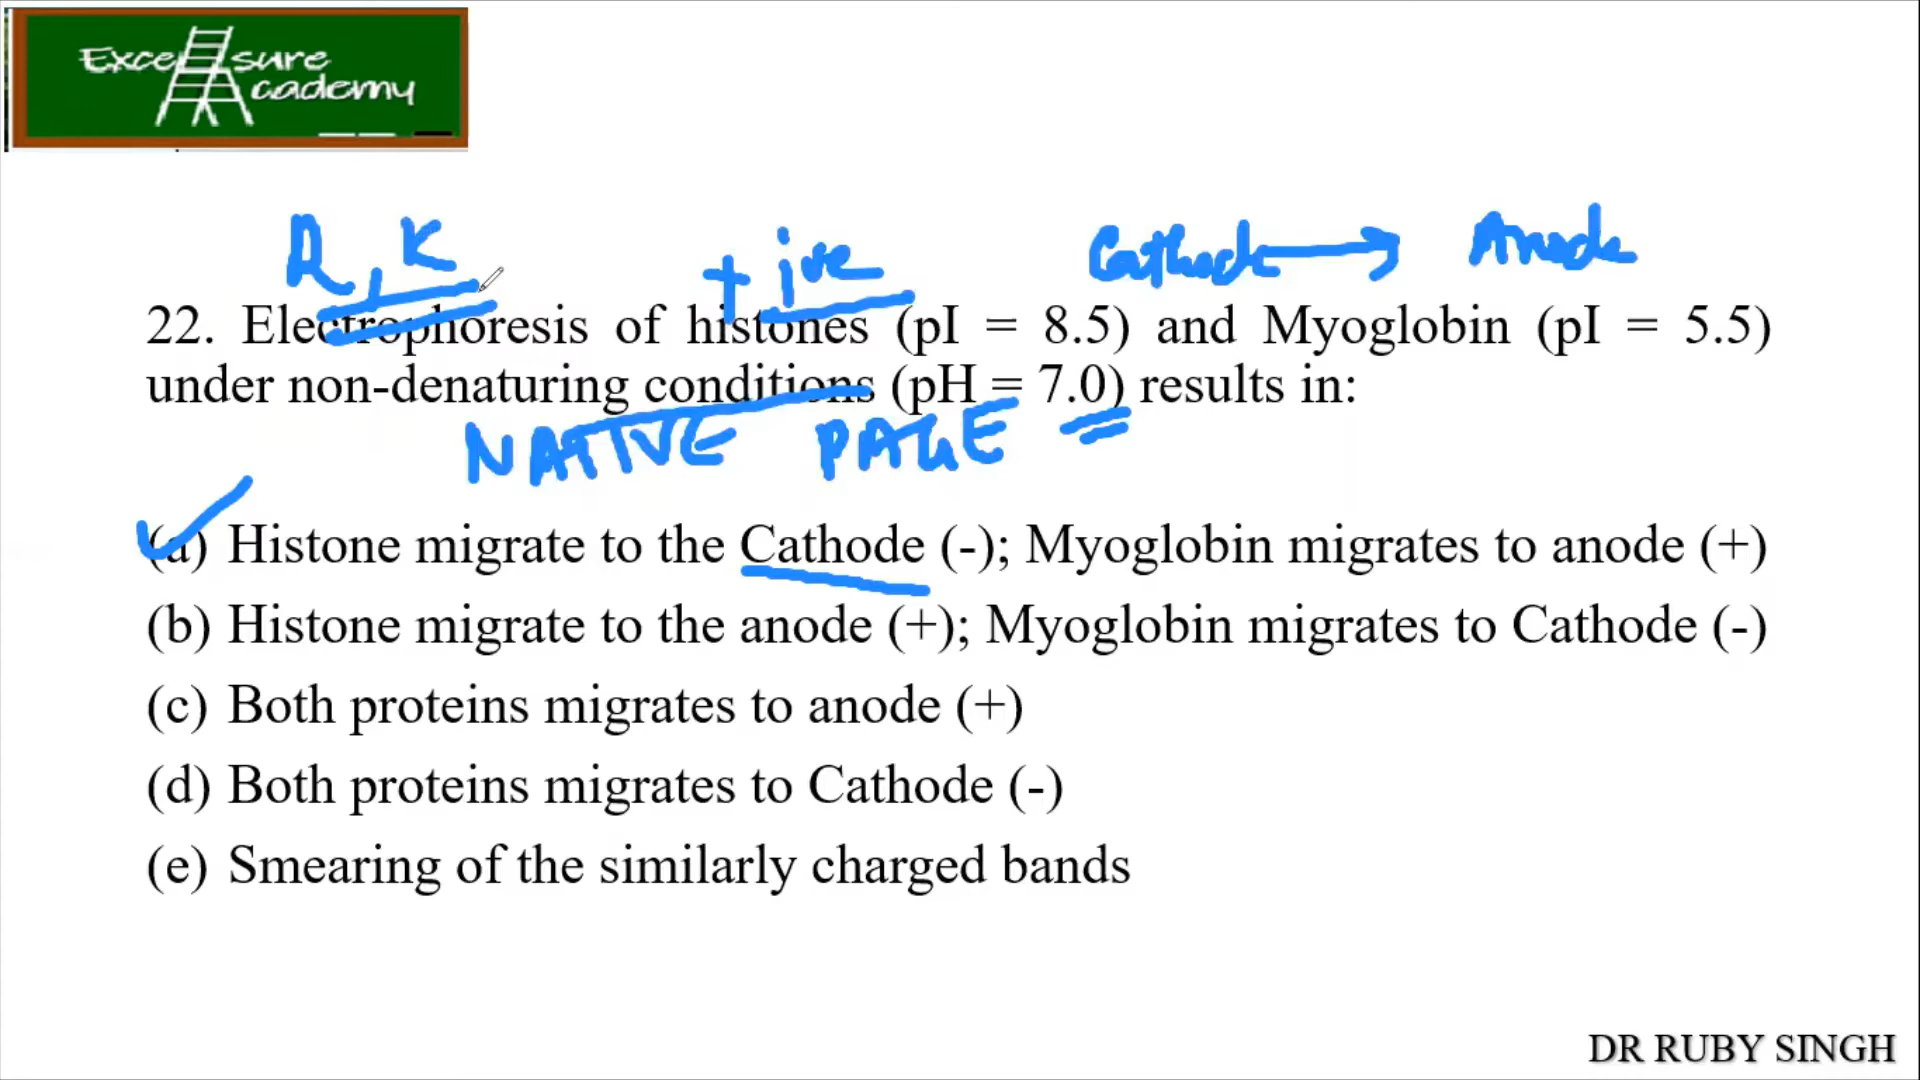 Excel sure
Academy
R, K +ive Cathode → Anode
22. Electrophoresis of histones (pI = 8.5) and Myoglobin (pI = 5.5)
under non-denaturing conditions (pH = 7.0) results in:
NATIVE PAGE
(a) Histone migrate to the Cathode (-); Myoglobin migrates to anode (+)
(b) Histone migrate to the anode (+); Myoglobin migrates to Cathode (-)
(c) Both proteins migrates to anode (+)
(d) Both proteins migrates to Cathode (-)
(e) Smearing of the similarly charged bands
DR RUBY SINGH